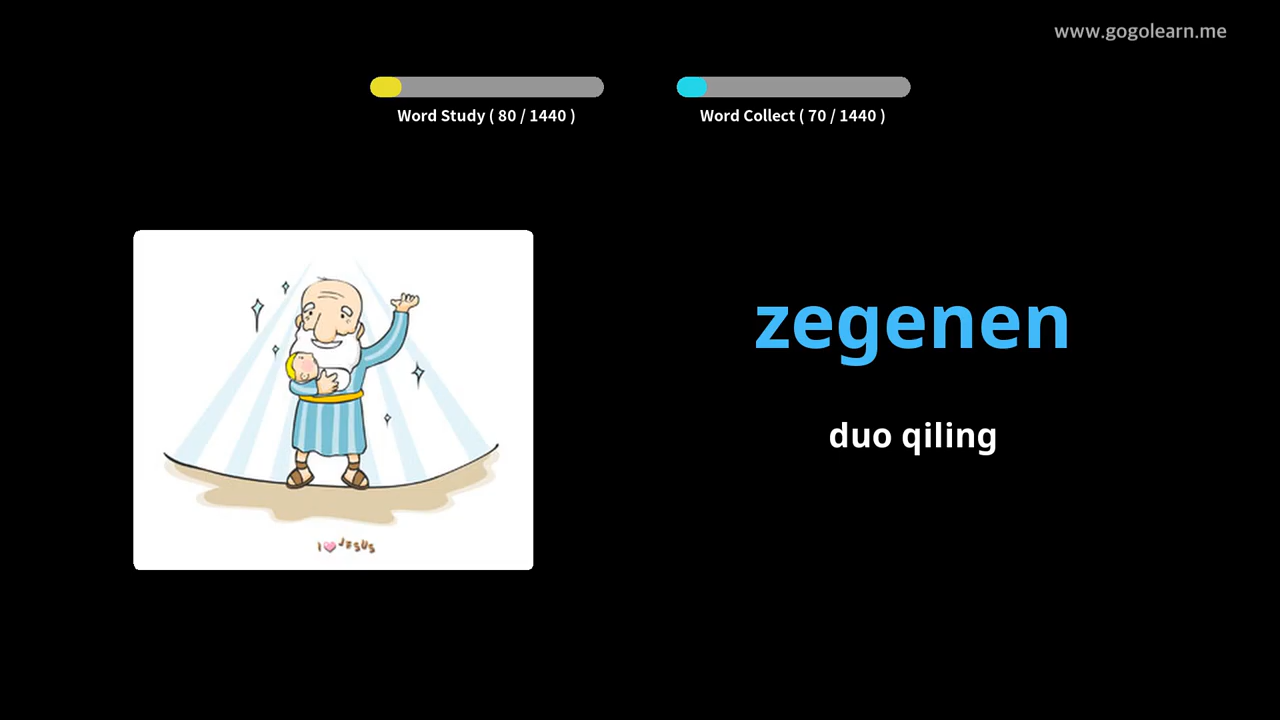 www.gogolearn.me
Word Study ( 80 / 1440 )
Word Collect ( 70 / 1440 )
zegenen
duo qiling
I JESUS